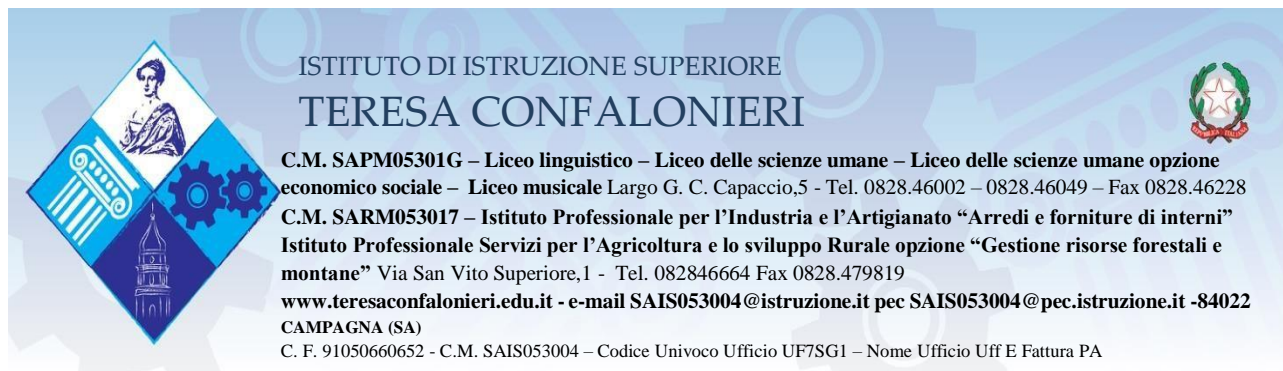 ISTITUTO DI ISTRUZIONE SUPERIORE
TERESA CONFALONIERI
C.M. SAPM05301G – Liceo linguistico – Liceo delle scienze umane – Liceo delle scienze umane opzione
economico sociale – Liceo musicale Largo G. C. Capaccio,5 - Tel. 0828.46002 – 0828.46049 – Fax 0828.46228
C.M. SARM053017 – Istituto Professionale per l’Industria e l’Artigianato “Arredi e forniture di interni”
Istituto Professionale Servizi per l’Agricoltura e lo sviluppo Rurale opzione “Gestione risorse forestali e
montane” Via San Vito Superiore,1 - Tel. 082846664 Fax 0828.479819
www.teresaconfalonieri.edu.it - e-mail SAIS053004@istruzione.it pec SAIS053004@pec.istruzione.it -84022
CAMPAGNA (SA)
C. F. 91050660652 - C.M. SAIS053004 – Codice Univoco Ufficio UF7SG1 – Nome Ufficio Uff E Fattura PA